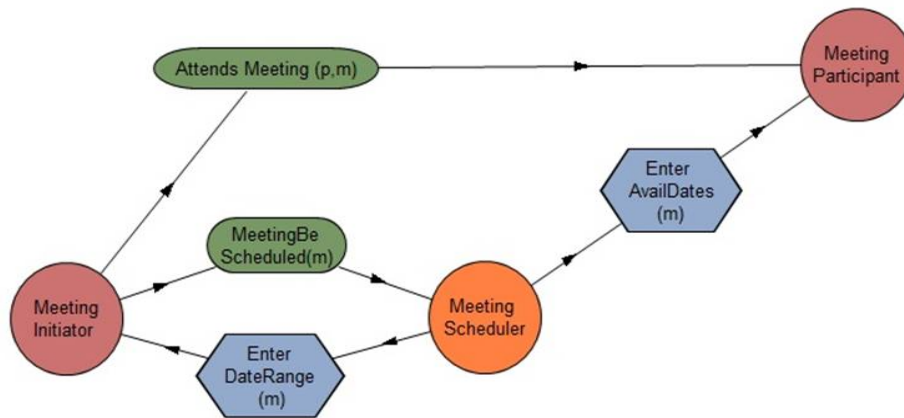 Attends Meeting (p,m)
Meeting
Participant
Enter
AvailDates
(m)
MeetingBe
Scheduled(m)
Meeting
Initiator
Meeting
Scheduler
Enter
DateRange
(m)